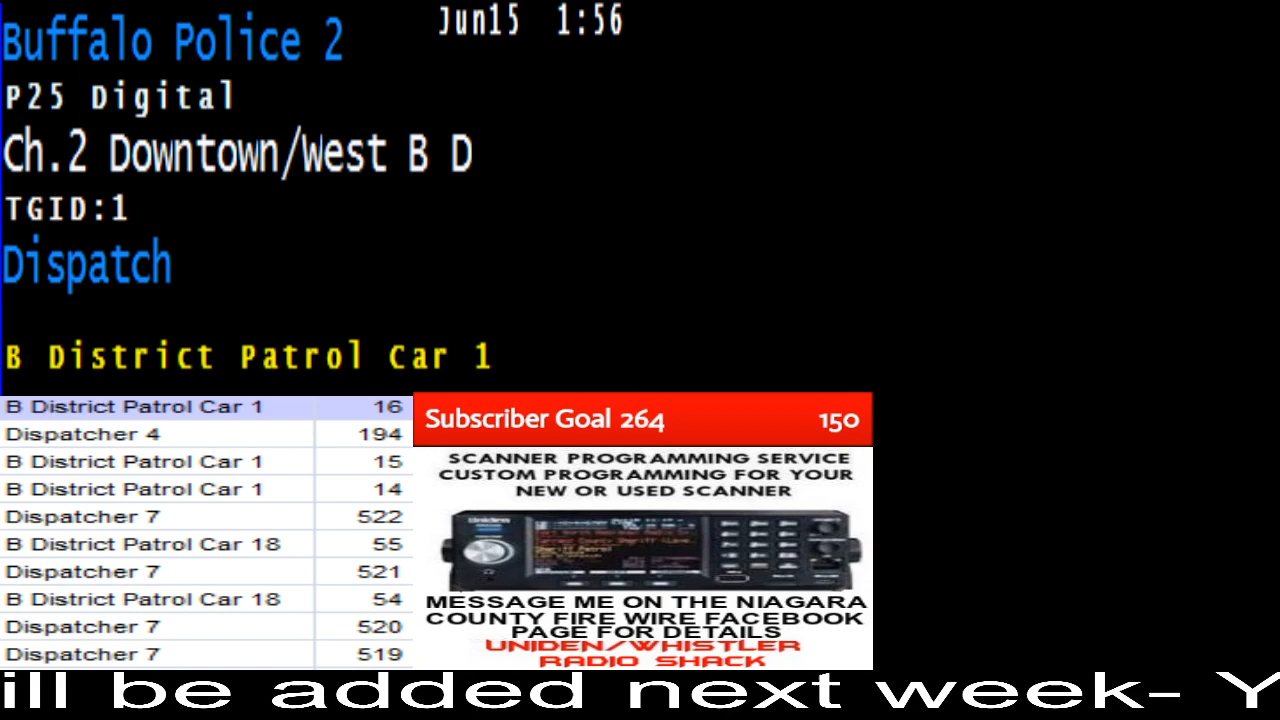 Buffalo Police 2
Jun15 1:56
P25 Digital
Ch.2 Downtown/West B D
TGID:1
Dispatch
B District Patrol Car 1
B District Patrol Car 1 16
Dispatcher 4 194
B District Patrol Car 1 15
B District Patrol Car 1 14
Dispatcher 7 522
B District Patrol Car 18 55
Dispatcher 7 521
B District Patrol Car 18 54
Dispatcher 7 520
Dispatcher 7 519
Subscriber Goal 264 150
SCANNER PROGRAMMING SERVICE
CUSTOM PROGRAMMING FOR YOUR
NEW OR USED SCANNER
Uniden
MESSAGE ME ON THE NIAGARA
COUNTY FIRE WIRE FACEBOOK
PAGE FOR DETAILS
UNIDEN/WHISTLER
RADIO SHACK
ill be added next week- Y